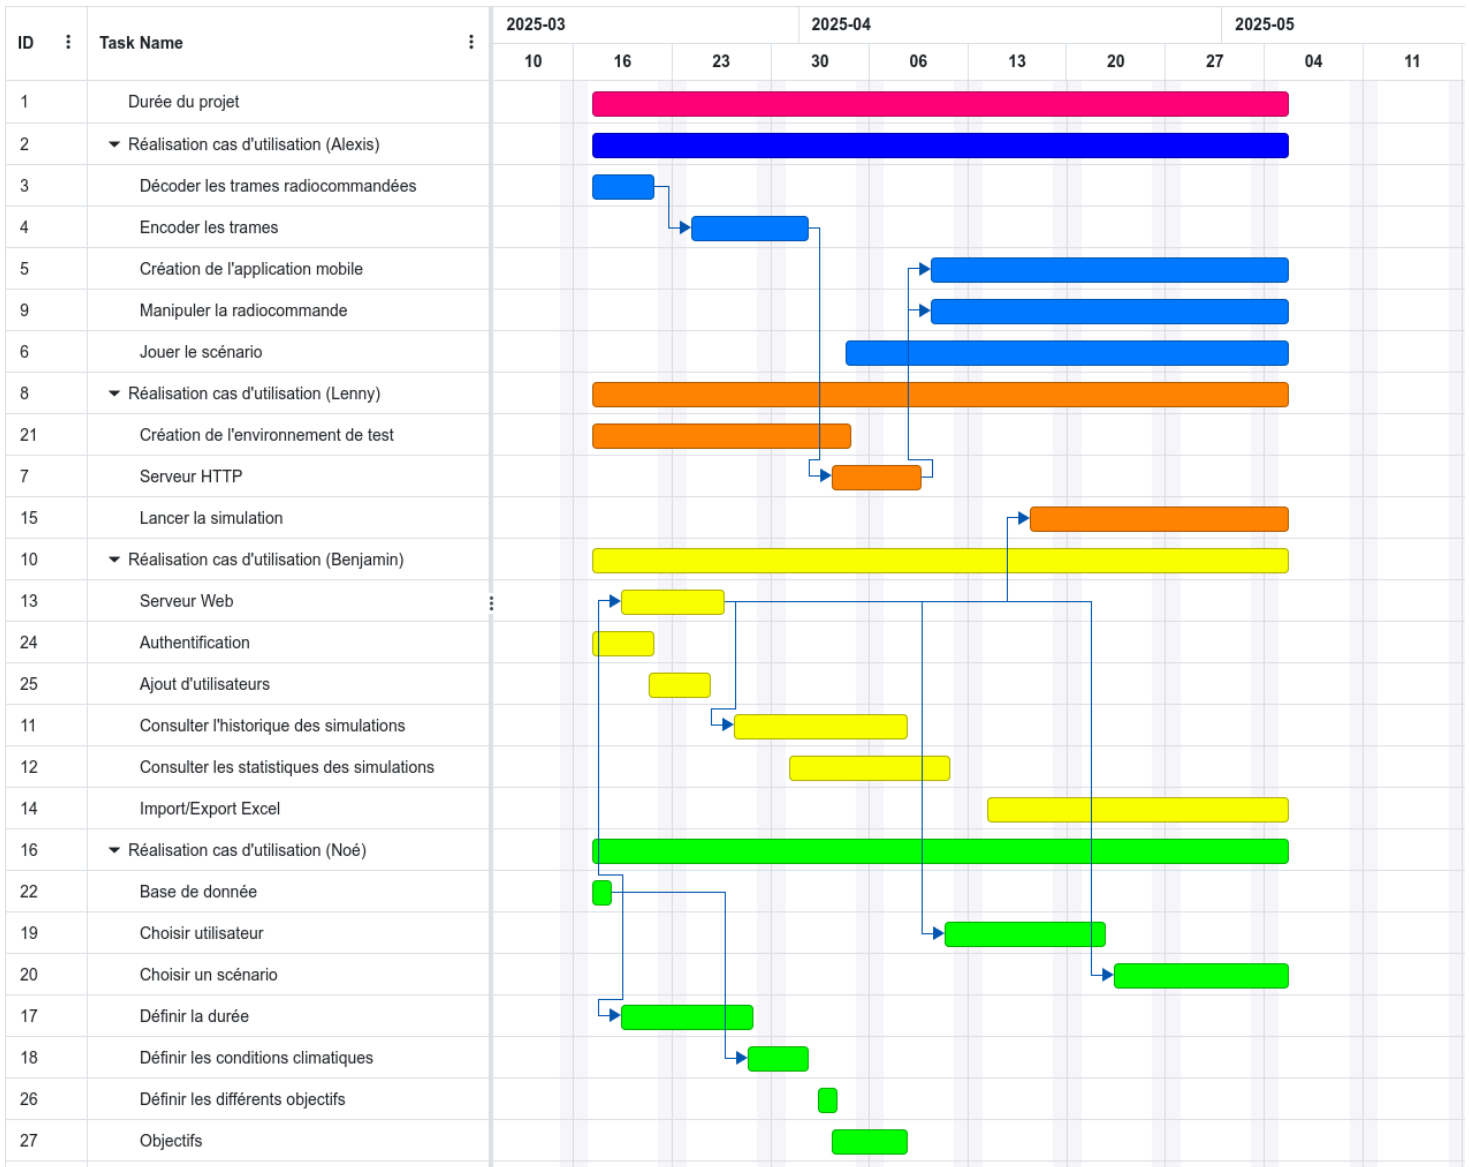 2025-03 2025-04 2025-05
ID Task Name
10 16 23 30 06 13 20 27 04 11
1 Durée du projet
2 Réalisation cas d'utilisation (Alexis)
3 Décoder les trames radiocommandées
4 Encoder les trames
5 Création de l'application mobile
9 Manipuler la radiocommande
6 Jouer le scénario
8 Réalisation cas d'utilisation (Lenny)
21 Création de l'environnement de test
7 Serveur HTTP
15 Lancer la simulation
10 Réalisation cas d'utilisation (Benjamin)
13 Serveur Web
24 Authentification
25 Ajout d'utilisateurs
11 Consulter l'historique des simulations
12 Consulter les statistiques des simulations
14 Import/Export Excel
16 Réalisation cas d'utilisation (Noé)
22 Base de donnée
19 Choisir utilisateur
20 Choisir un scénario
17 Définir la durée
18 Définir les conditions climatiques
26 Définir les différents objectifs
27 Objectifs